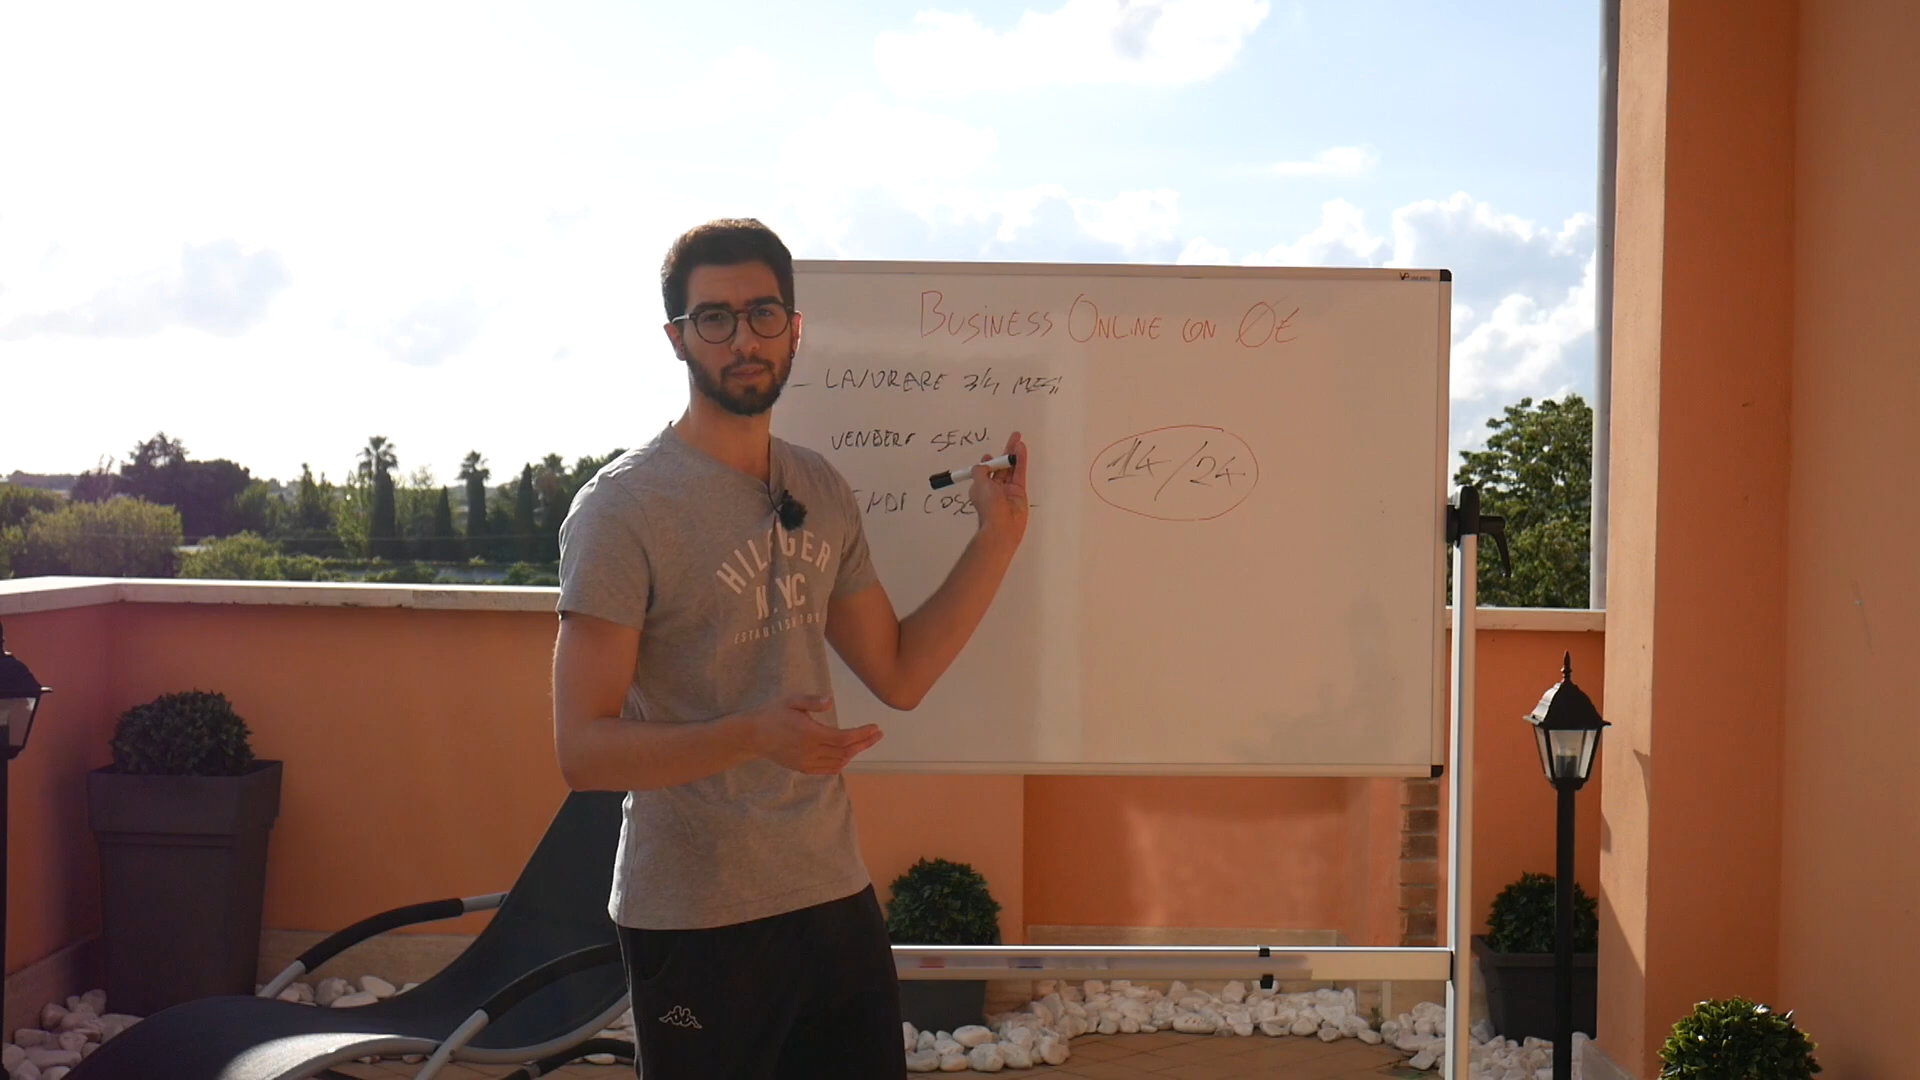 BUSINESS ONLINE CON 0€
- LAVORARE 3/4 MESI
VENDERE SERV.
14/24
HILFIGER
NYC